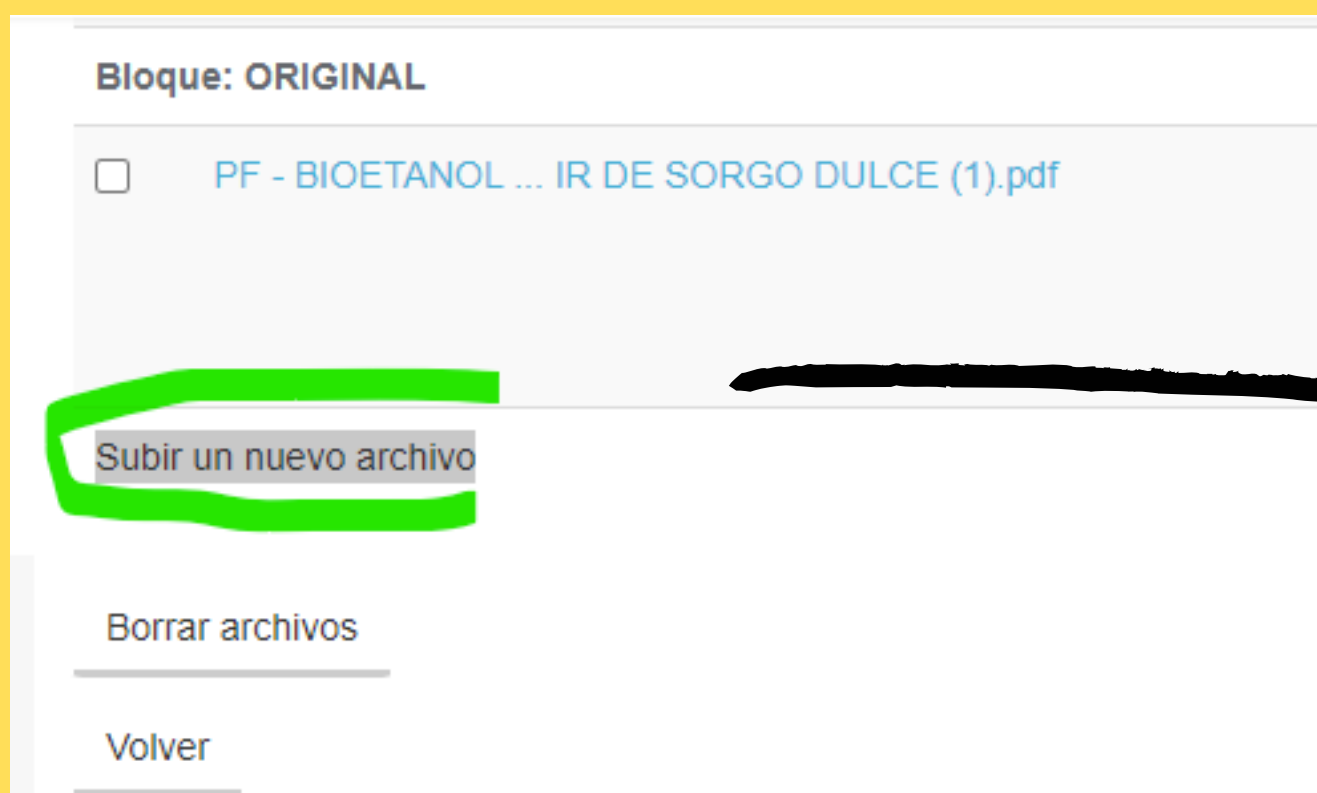 Bloque: ORIGINAL
PF - BIOETANOL ... IR DE SORGO DULCE (1).pdf
Subir un nuevo archivo
Borrar archivos
Volver